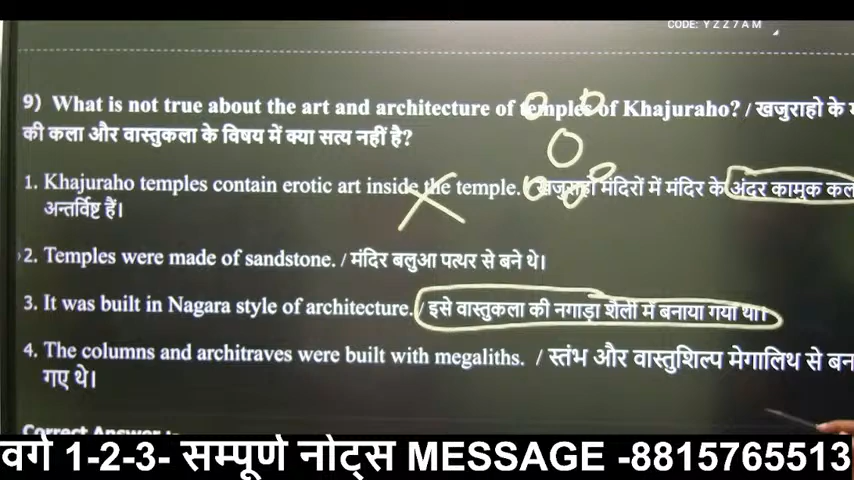 CODE: Y Z Z 7 A M
9) What is not true about the art and architecture of temples of Khajuraho? / खजुराहो के
की कला और वास्तुकला के विषय में क्या सत्य नहीं है?
1. Khajuraho temples contain erotic art inside the temple. खजुराहो मंदिरों में मंदिर के अंदर कामुक कल
अन्तर्विष्ट हैं।
2. Temples were made of sandstone. / मंदिर बलुआ पत्थर से बने थे।
3. It was built in Nagara style of architecture. / इसे वास्तुकला की नगाड़ा शैली में बनाया गया था।
4. The columns and architraves were built with megaliths. / स्तंभ और वास्तुशिल्प मेगालिथ से बन
गए थे।
Correct Answer :-
वर्ग 1-2-3- सम्पूर्ण नोट्स MESSAGE -8815765513